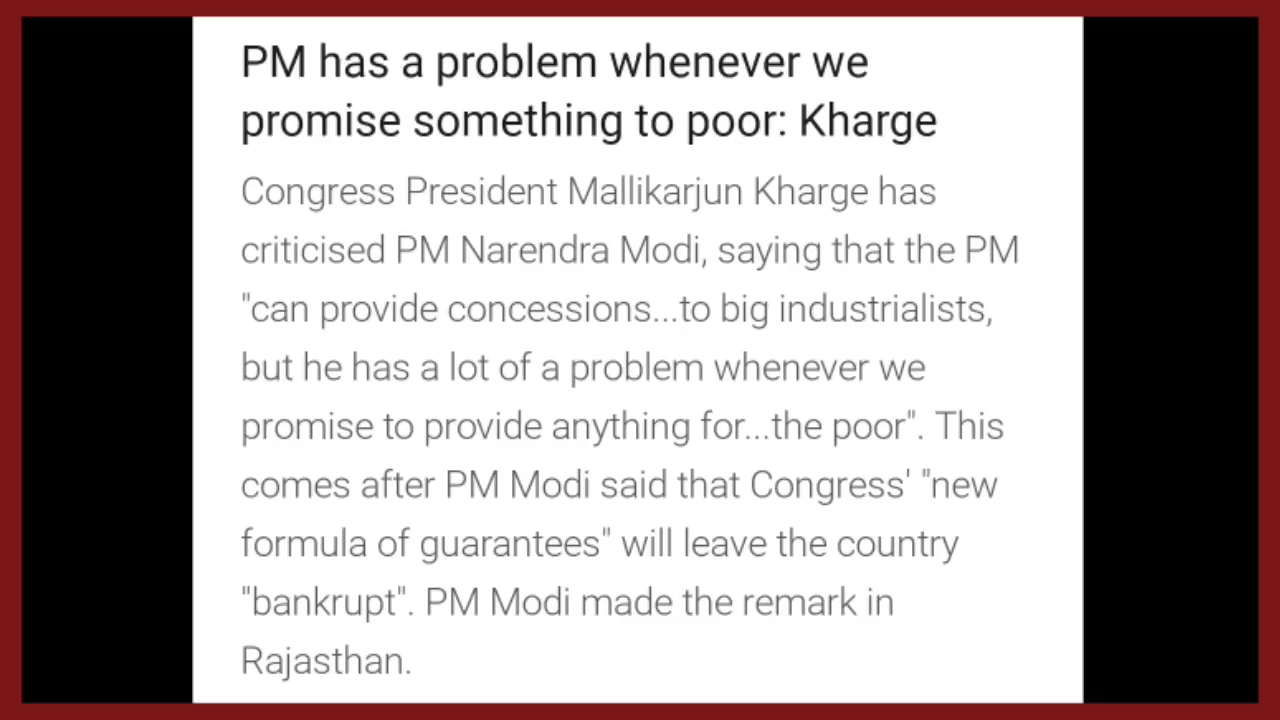 PM has a problem whenever we
promise something to poor: Kharge
Congress President Mallikarjun Kharge has
criticised PM Narendra Modi, saying that the PM
"can provide concessions...to big industrialists,
but he has a lot of a problem whenever we
promise to provide anything for...the poor". This
comes after PM Modi said that Congress' "new
formula of guarantees" will leave the country
"bankrupt". PM Modi made the remark in
Rajasthan.